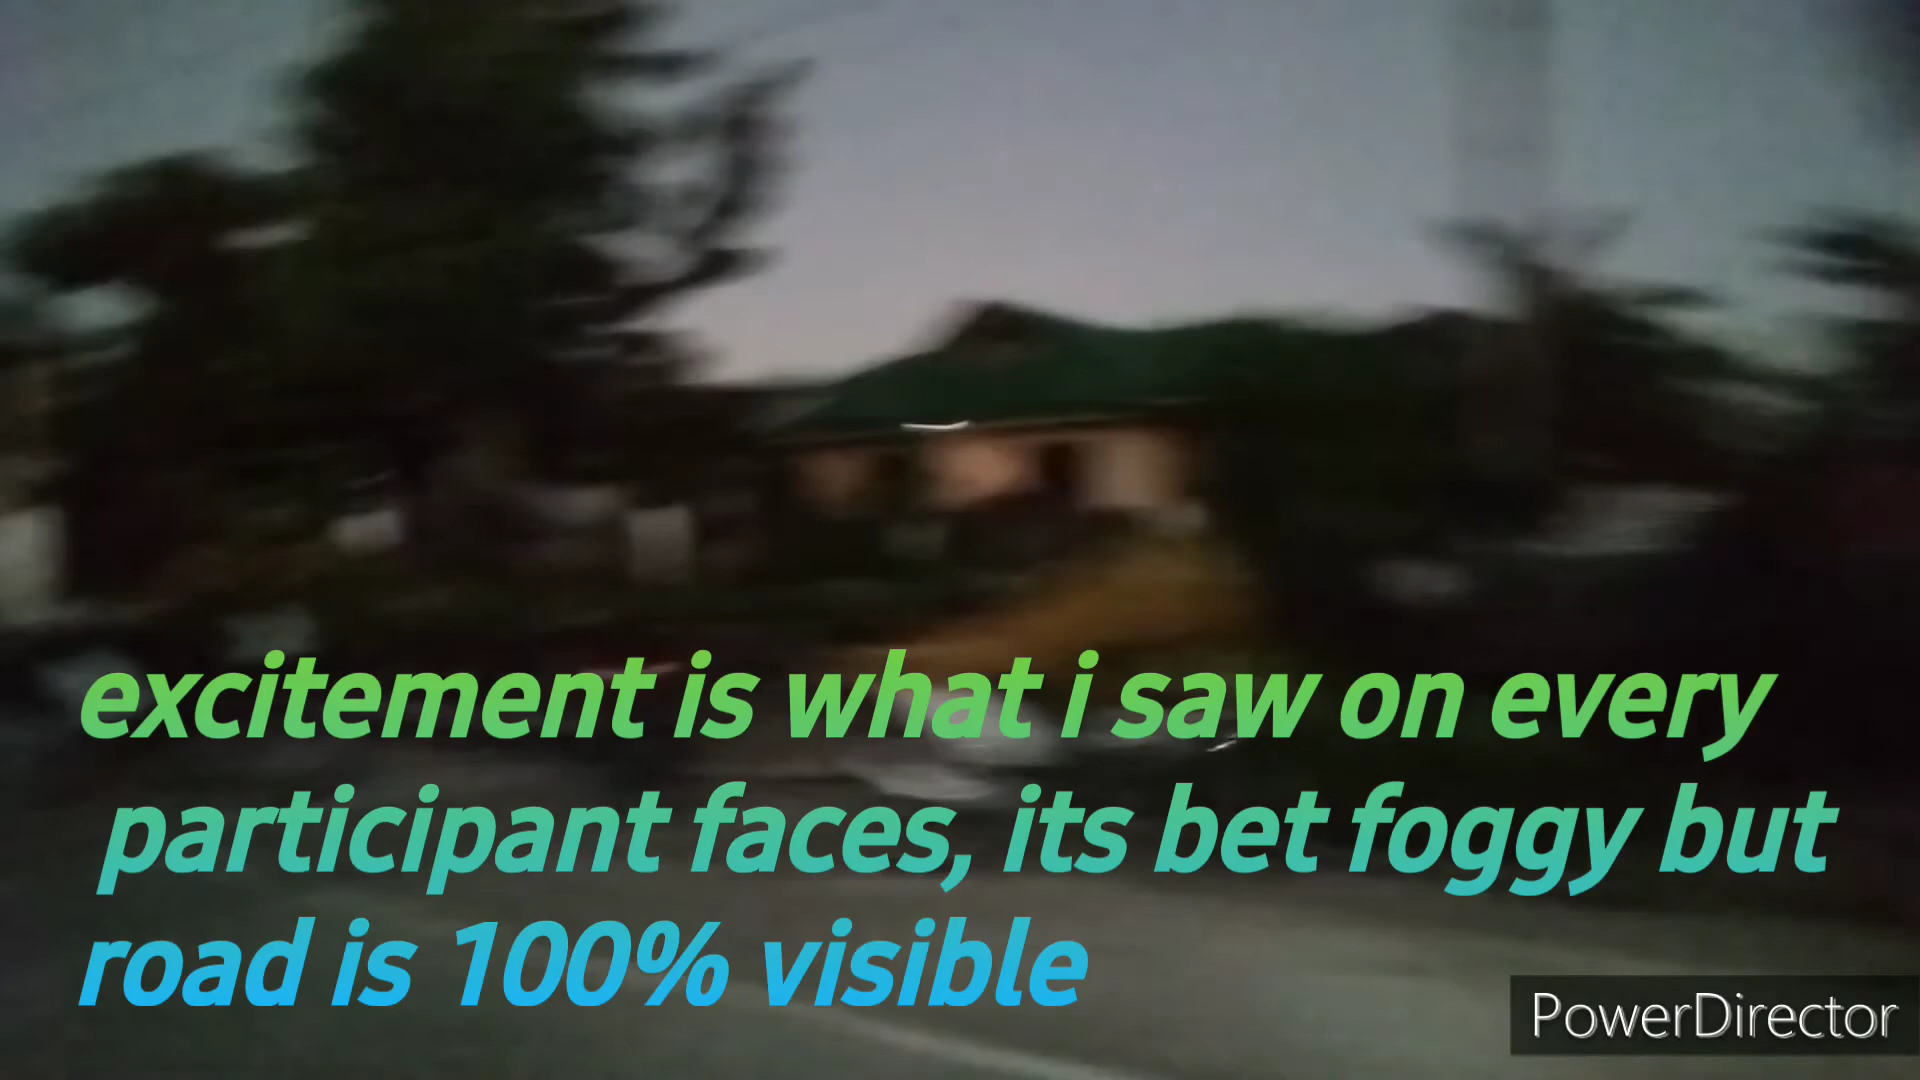 excitement is what i saw on every
participant faces, its bet foggy but
road is 100% visible
PowerDirector